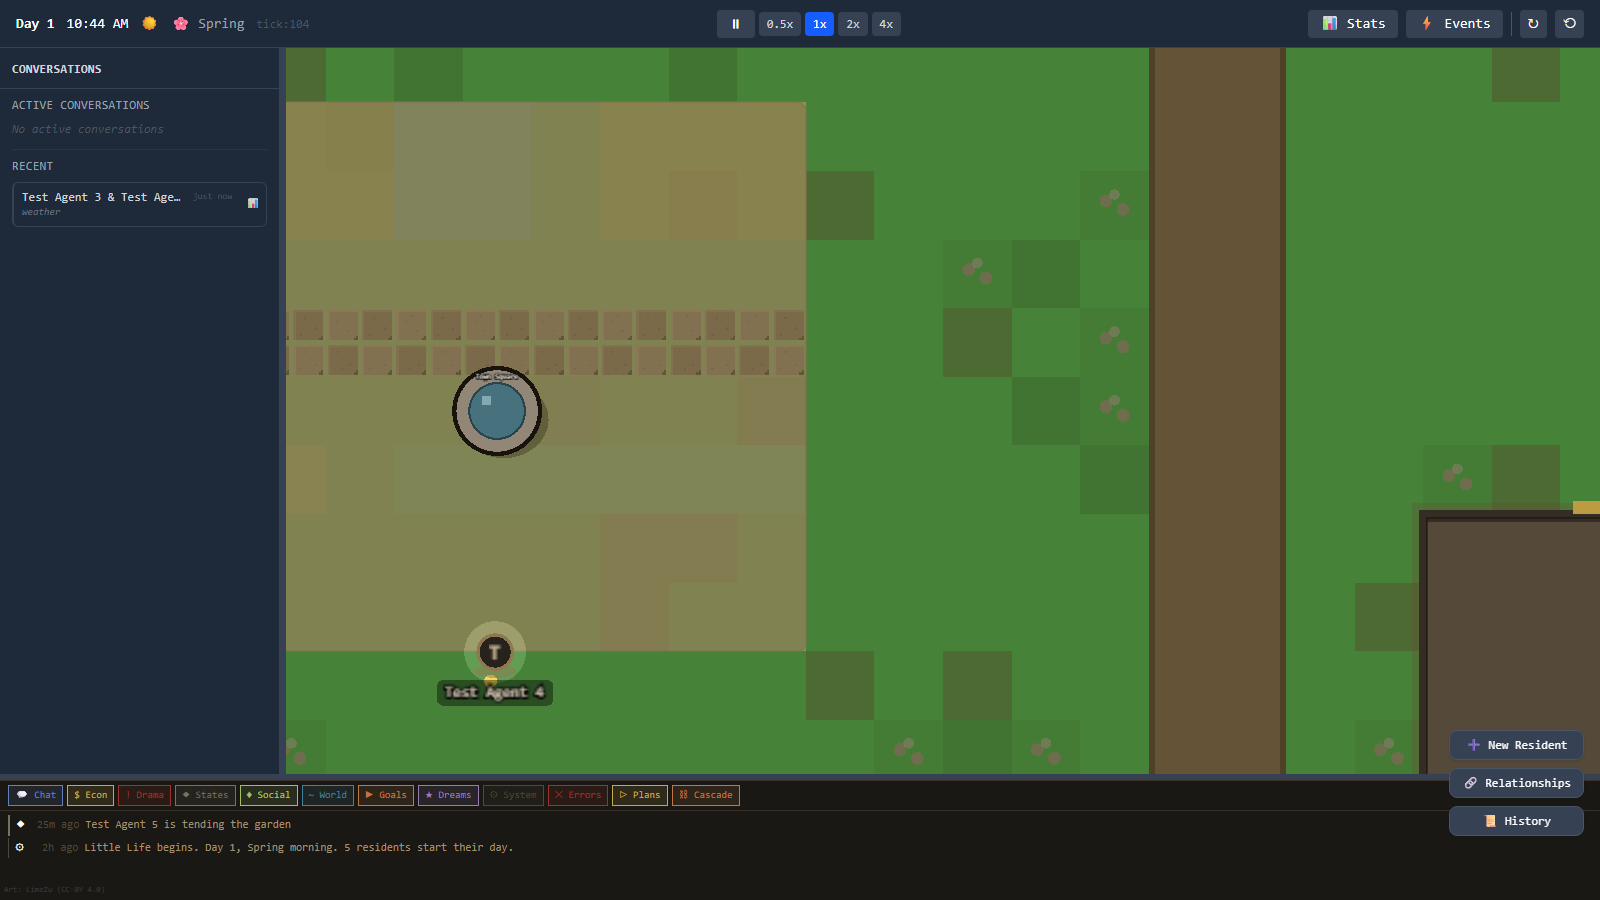 Day 1 10:44 AM Spring tick:104
0.5x 1x 2x 4x
Stats Events
CONVERSATIONS
ACTIVE CONVERSATIONS
No active conversations
RECENT
Test Agent 3 & Test Age… just now
weather
Town Square
T
Test Agent 4
New Resident
Relationships
History
Chat $ Econ ! Drama States Social ~ World Goals Dreams System Errors Plans Cascade
25m ago Test Agent 5 is tending the garden
2h ago Little Life begins. Day 1, Spring morning. 5 residents start their day.
Art: LimeZu (CC BY 4.0)